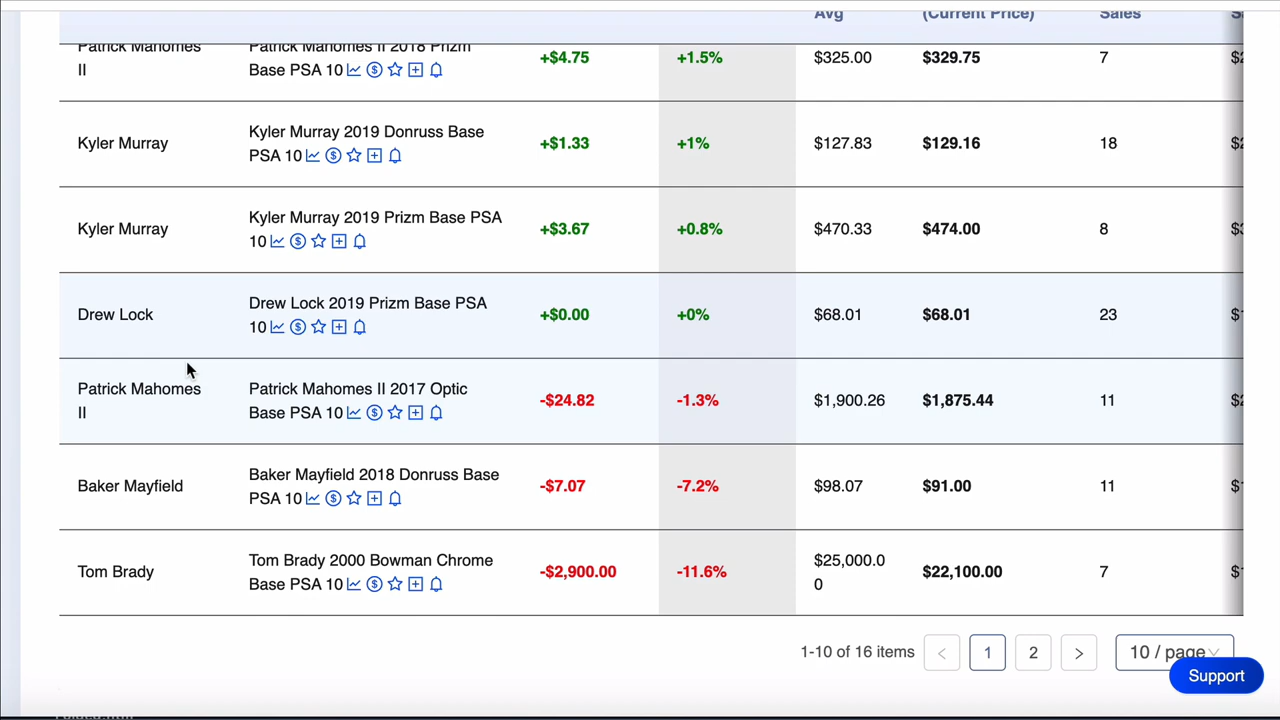 Avg (Current Price) Sales
Patrick Mahomes Patrick Mahomes II 2018 Prizm
II Base PSA 10 +$4.75 +1.5% $325.00 $329.75 7
Kyler Murray Kyler Murray 2019 Donruss Base
PSA 10 +$1.33 +1% $127.83 $129.16 18
Kyler Murray Kyler Murray 2019 Prizm Base PSA
10 +$3.67 +0.8% $470.33 $474.00 8
Drew Lock Drew Lock 2019 Prizm Base PSA
10 +$0.00 +0% $68.01 $68.01 23
Patrick Mahomes Patrick Mahomes II 2017 Optic
II Base PSA 10 -$24.82 -1.3% $1,900.26 $1,875.44 11
Baker Mayfield Baker Mayfield 2018 Donruss Base
PSA 10 -$7.07 -7.2% $98.07 $91.00 11
Tom Brady Tom Brady 2000 Bowman Chrome
Base PSA 10 -$2,900.00 -11.6% $25,000.0
0 $22,100.00 7
1-10 of 16 items < 1 2 > 10 / page
Support